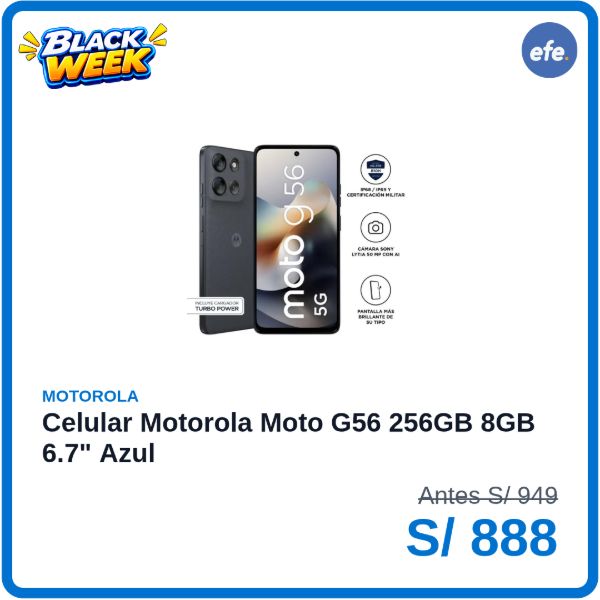 BLACK
WEEK
efe.
moto g56
5G
INCLUYE CARGADOR
TURBO POWER
IP68 / IP69 Y
CERTIFICACIÓN MILITAR
CÁMARA SONY
LYTIA 50 MP CON AI
PANTALLA MÁS
BRILLANTE DE
SU TIPO
MOTOROLA
Celular Motorola Moto G56 256GB 8GB
6.7" Azul
Antes S/ 949
S/ 888